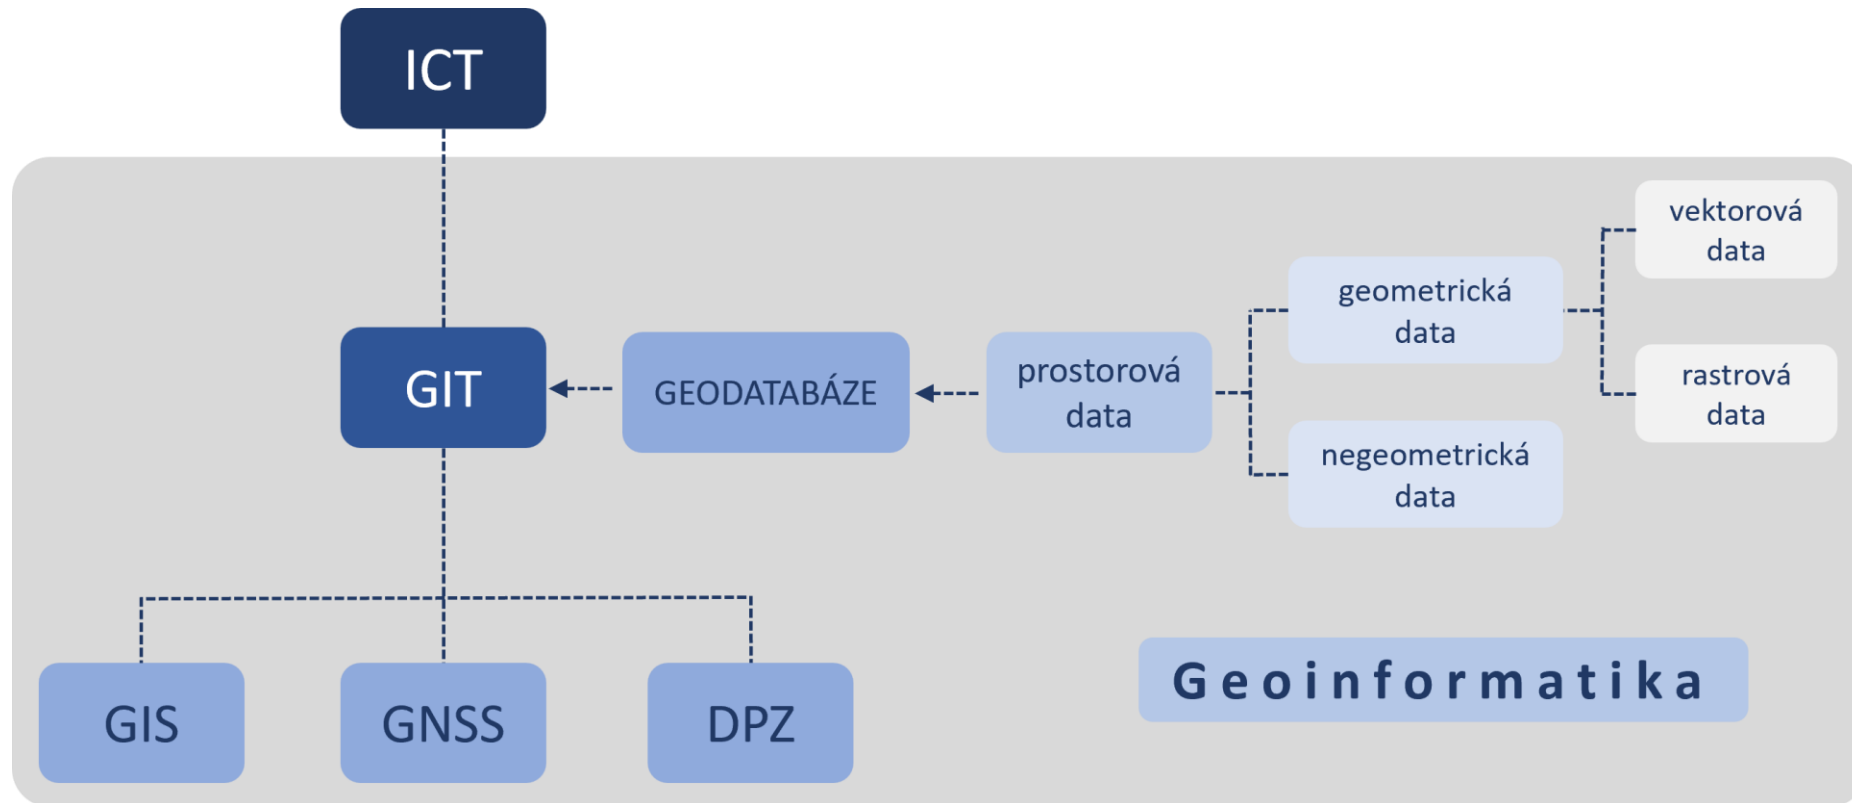 ICT
vektorová
data
geometrická
data
GIT
GEODATABÁZE
prostorová
data
rastrová
data
negeometrická
data
GIS
GNSS
DPZ
Geoinformatika